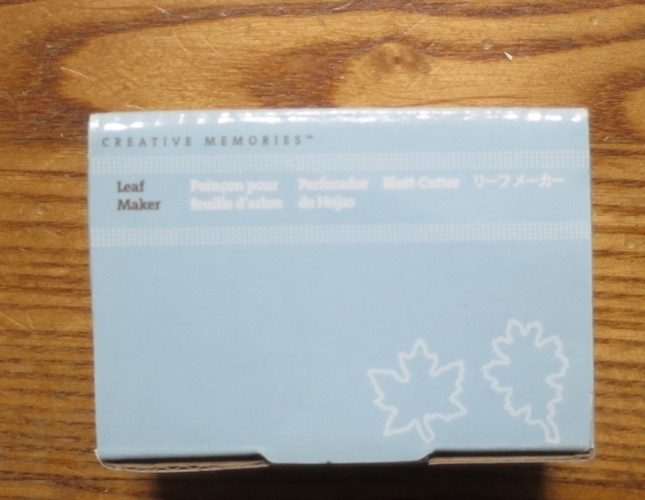 CREATIVE MEMORIES™
Leaf Maker
Poinçon pour feuille d'arbre
Perforador de Hojas
Blatt-Cutter
リーフ メーカー